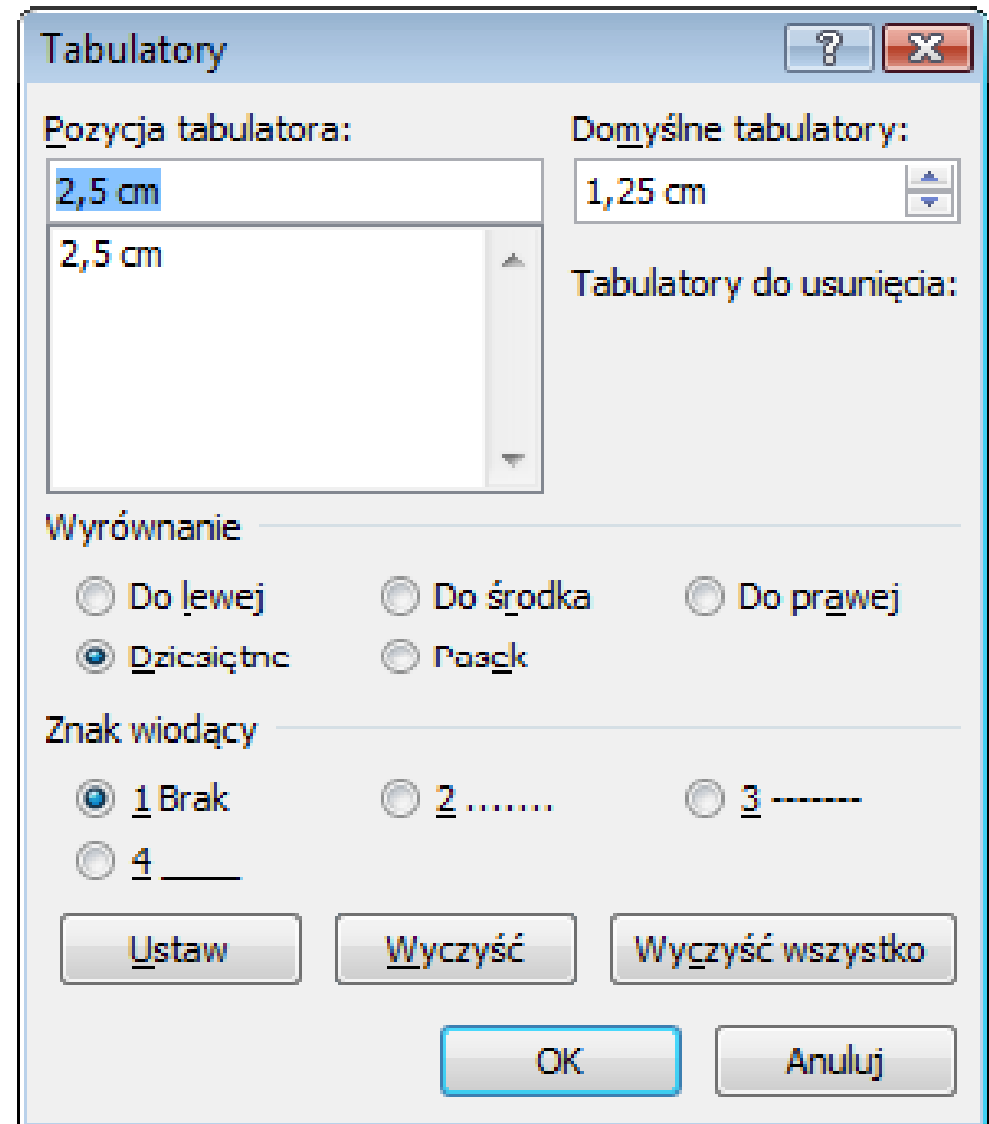 Tabulatory
Pozycja tabulatora:
Domyślne tabulatory:
2,5 cm
1,25 cm
2,5 cm
Tabulatory do usunięcia:
Wyrównanie
Do lewej
Do środka
Do prawej
Dziesiętne
Pasek
Znak wiodący
1 Brak
2 .......
3 -------
4 ____
Ustaw
Wyczyść
Wyczyść wszystko
OK
Anuluj